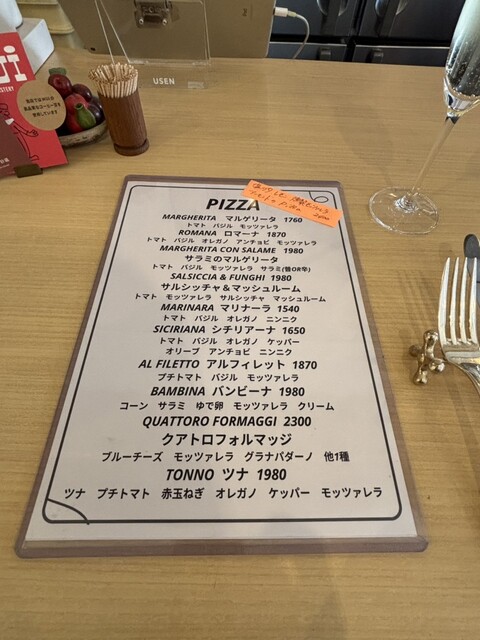 USEN
PIZZA
MARGHERITA マルゲリータ 1760
トマト バジル モッツァレラ
ROMANA ロマーナ 1870
トマト バジル オレガノ アンチョビ モッツァレラ
MARGHERITA CON SALAME 1980
サラミのマルゲリータ
トマト バジル モッツァレラ サラミ(豚OR辛)
SALSICCIA & FUNGHI 1980
サルシッチャ&マッシュルーム
トマト モッツァレラ サルシッチャ マッシュルーム
MARINARA マリナーラ 1540
トマト バジル オレガノ ニンニク
SICIRIANA シチリアーナ 1650
トマト バジル オレガノ ケッパー
オリーブ アンチョビ ニンニク
AL FILETTO アルフィレット 1870
プチトマト バジル モッツァレラ
BAMBINA バンビーナ 1980
コーン サラミ ゆで卵 モッツァレラ クリーム
QUATTORO FORMAGGI 2300
クアトロフォルマッジ
ブルーチーズ モッツァレラ グラナパダーノ 他1種
TONNO ツナ 1980
ツナ プチトマト 赤玉ねぎ オレガノ ケッパー モッツァレラ